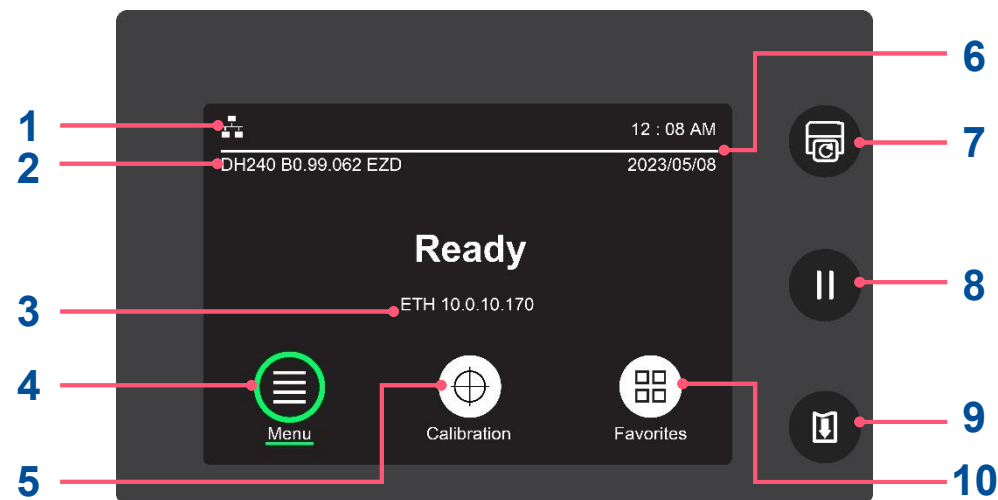 6
1
12 : 08 AM
7
2
DH240 B0.99.062 EZD
2023/05/08
Ready
8
3
ETH 10.0.10.170
4
Menu
Calibration
Favorites
9
5
10